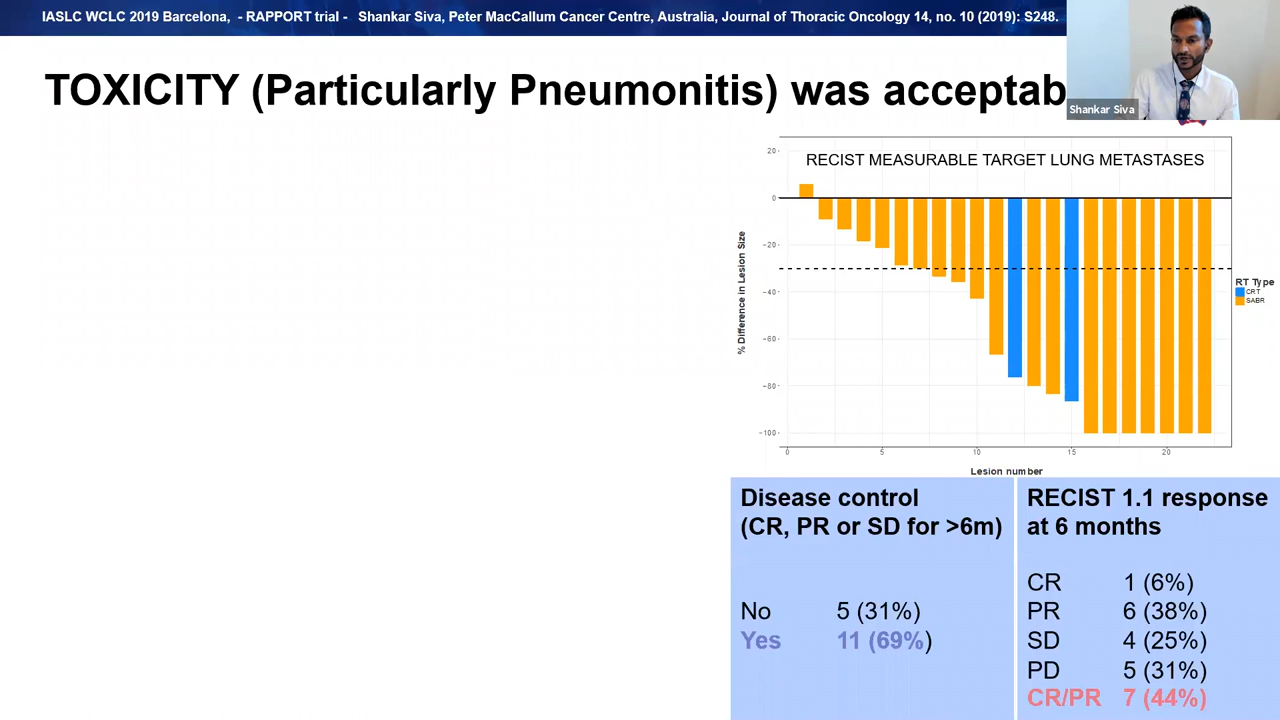 IASLC WCLC 2019 Barcelona, - RAPPORT trial - Shankar Siva, Peter MacCallum Cancer Centre, Australia, Journal of Thoracic Oncology 14, no. 10 (2019): S248.
TOXICITY (Particularly Pneumonitis) was acceptab
Shankar Siva
RECIST MEASURABLE TARGET LUNG METASTASES
% Difference in Lesion Size
20
0
-20
-40
-60
-80
-100
0 5 10 15 20
Lesion number
RT Type
CRT
SABR
Disease control
(CR, PR or SD for >6m)
No 5 (31%)
Yes 11 (69%)
RECIST 1.1 response
at 6 months
CR 1 (6%)
PR 6 (38%)
SD 4 (25%)
PD 5 (31%)
CR/PR 7 (44%)